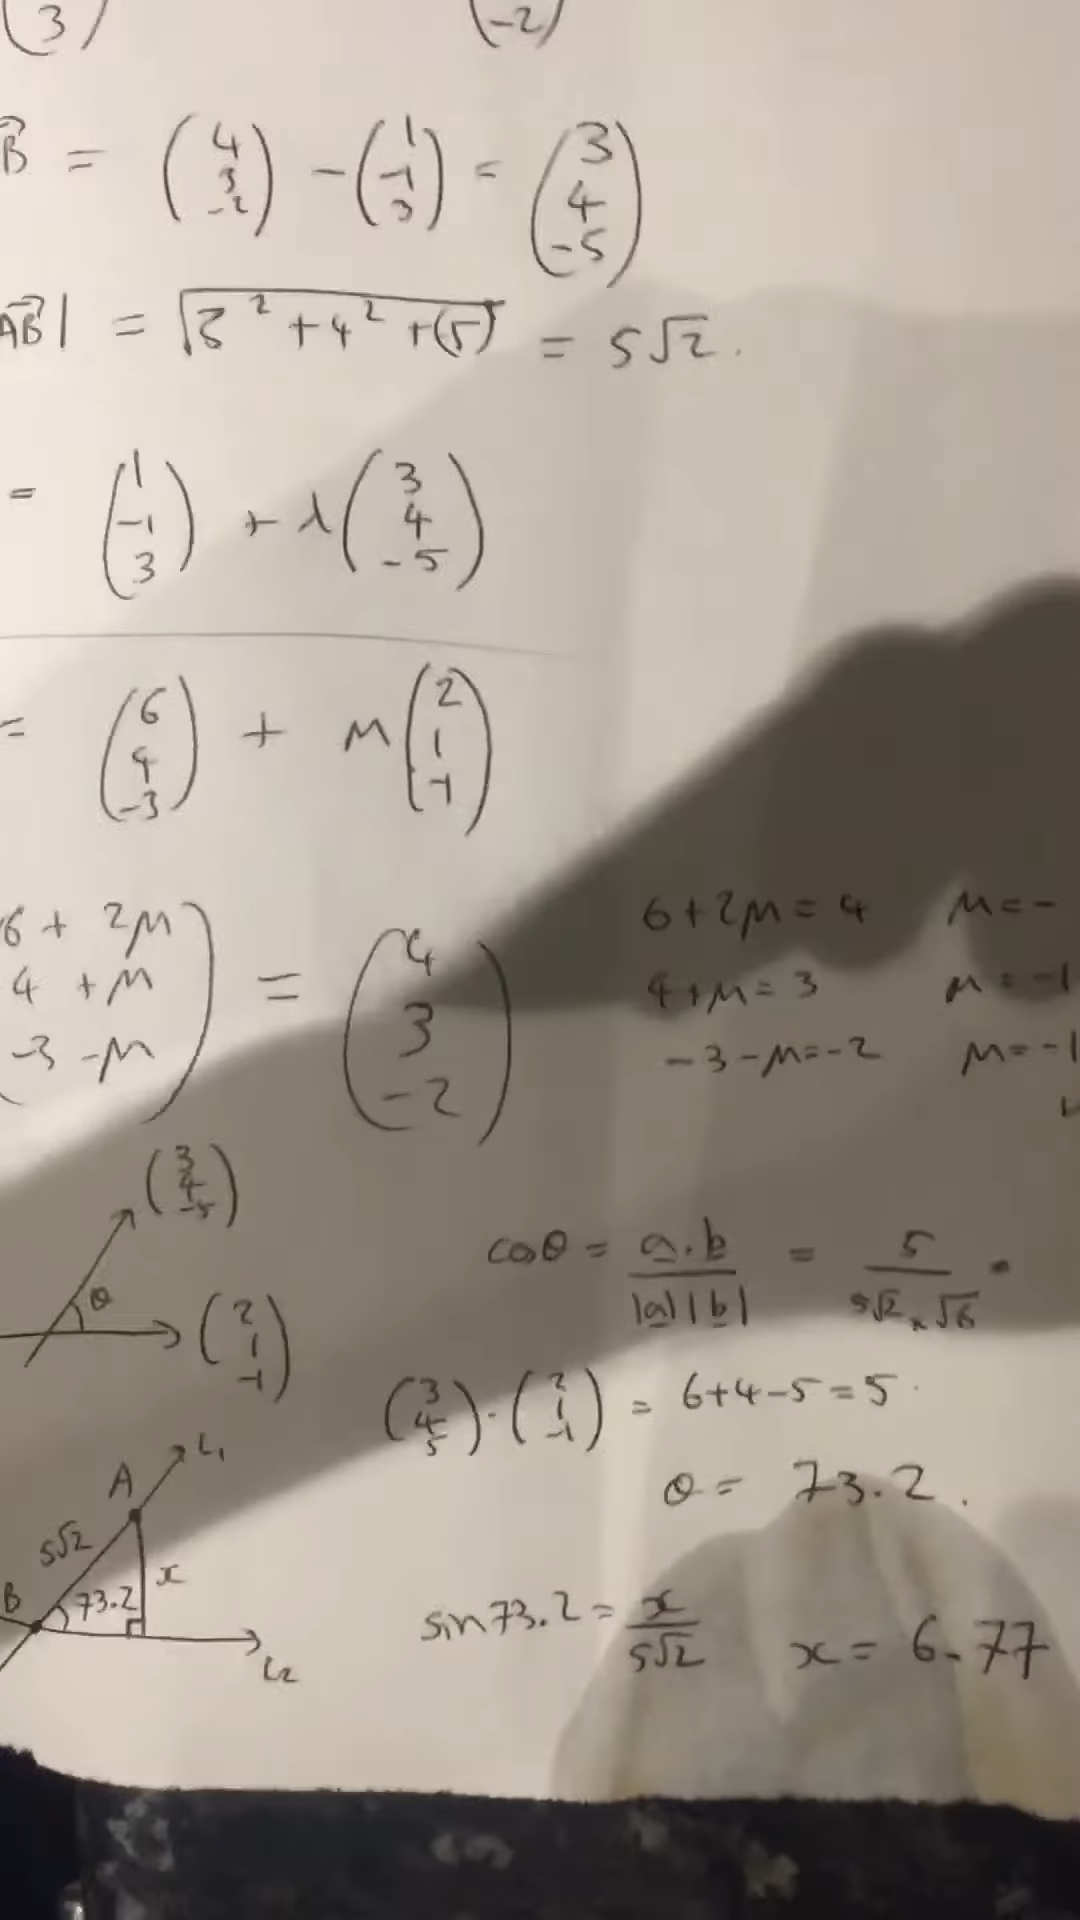 (3) (-2)
B = (4 3 -2) - (1 -1 3) = (3 4 -5)
AB| = √3² + 4² + (5) = 5√2.
= (1 -1 3) + λ(3 4 -5)
= (6 4 -3) + μ(2 1 -1)
(6 + 2μ 4 + μ -3 - μ) = (4 3 -2)
6 + 2μ = 4 μ = -
4 + μ = 3 μ = -1
-3 - μ = -2 μ = -1
(3 4 -5)
θ
(2 1 -1)
cosθ = a.b / |a||b| = 5 / 5√2 × √6
(3 4 5) . (2 1 -1) = 6+4-5 = 5.
θ = 73.2.
A L1
5√2 x
B 73.2
L2
sin73.2 = x / 5√2 x = 6.77